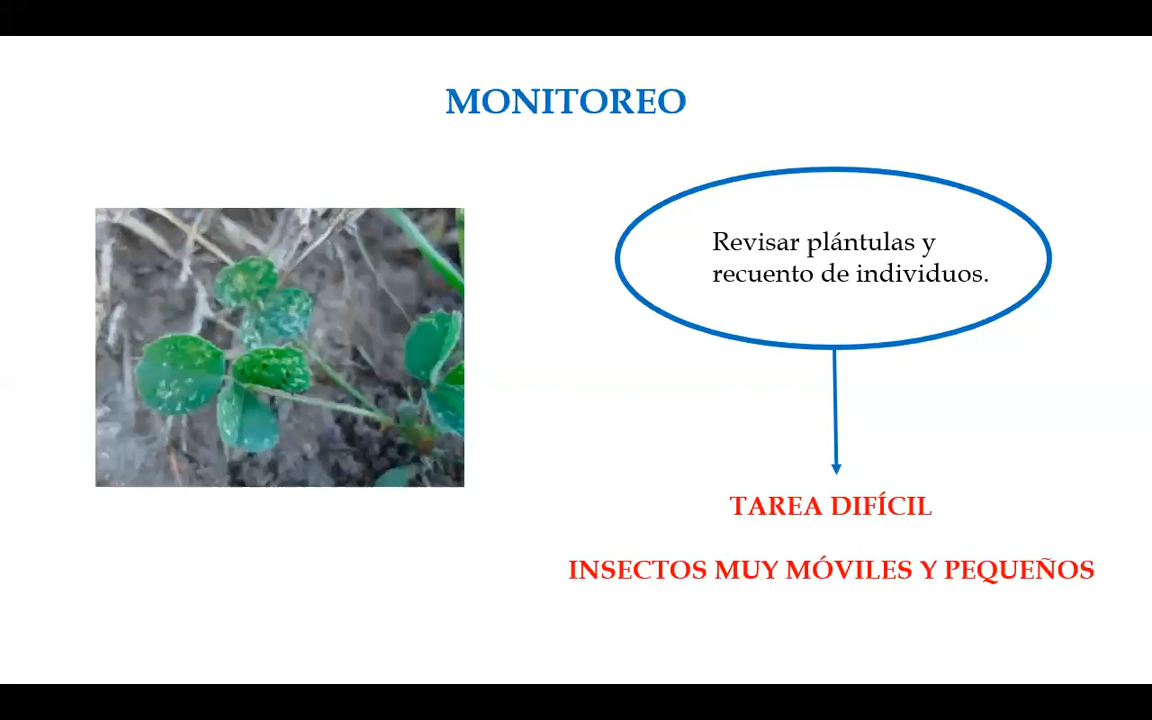 MONITOREO
Revisar plántulas y
recuento de individuos.
TAREA DIFÍCIL
INSECTOS MUY MÓVILES Y PEQUEÑOS